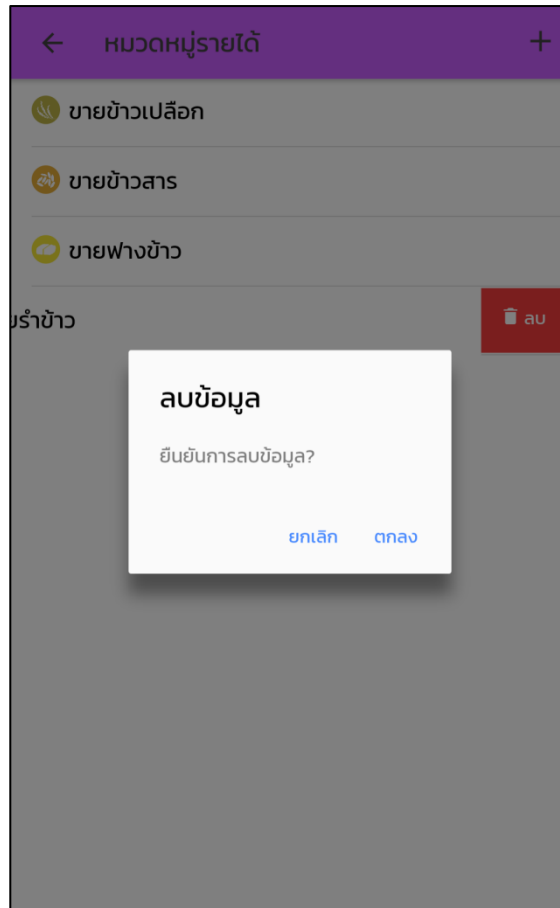 หมวดหมู่รายได้
ขายข้าวเปลือก
ขายข้าวสาร
ขายฟางข้าว
ยรำข้าว
ลบ
ลบข้อมูล
ยืนยันการลบข้อมูล?
ยกเลิก ตกลง